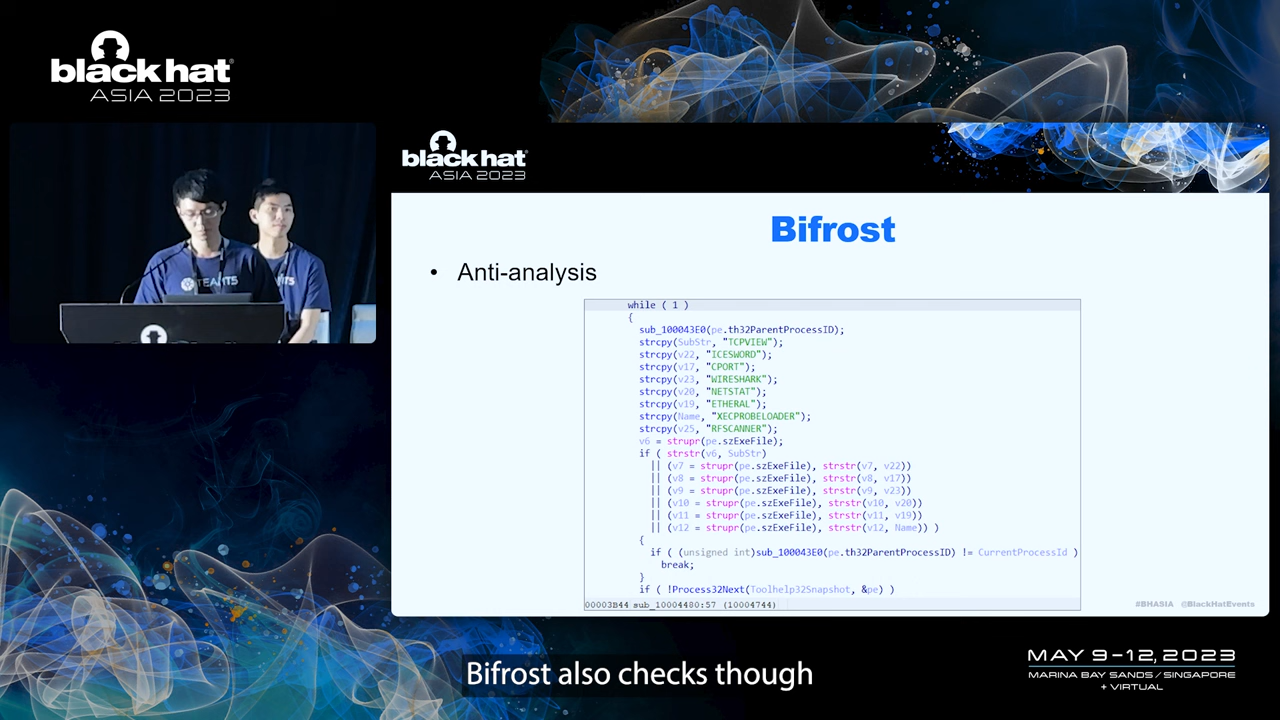 black hat
ASIA 2023
black hat
ASIA 2023
TEAMT5
Bifrost
• Anti-analysis
while ( 1 )
{
sub_100043E0(pe.th32ParentProcessID);
strcpy(SubStr, "TCPVIEW");
strcpy(v22, "ICESWORD");
strcpy(v17, "CPORT");
strcpy(v23, "WIRESHARK");
strcpy(v20, "NETSTAT");
strcpy(v19, "ETHERAL");
strcpy(Name, "XECPROBELOADER");
strcpy(v25, "RFSCANNER");
v6 = strupr(pe.szExeFile);
if ( strstr(v6, SubStr)
|| (v7 = strupr(pe.szExeFile), strstr(v7, v22))
|| (v8 = strupr(pe.szExeFile), strstr(v8, v17))
|| (v9 = strupr(pe.szExeFile), strstr(v9, v23))
|| (v10 = strupr(pe.szExeFile), strstr(v10, v20))
|| (v11 = strupr(pe.szExeFile), strstr(v11, v19))
|| (v12 = strupr(pe.szExeFile), strstr(v12, Name)) )
{
if ( (unsigned int)sub_100043E0(pe.th32ParentProcessID) != CurrentProcessId )
break;
}
if ( !Process32Next(Toolhelp32Snapshot, &pe) )
00003B44 sub_10004480:57 (10004744)
#BHASIA @BlackHatEvents
Bifrost also checks though
MAY 9-12, 2023
MARINA BAY SANDS / SINGAPORE
+ VIRTUAL